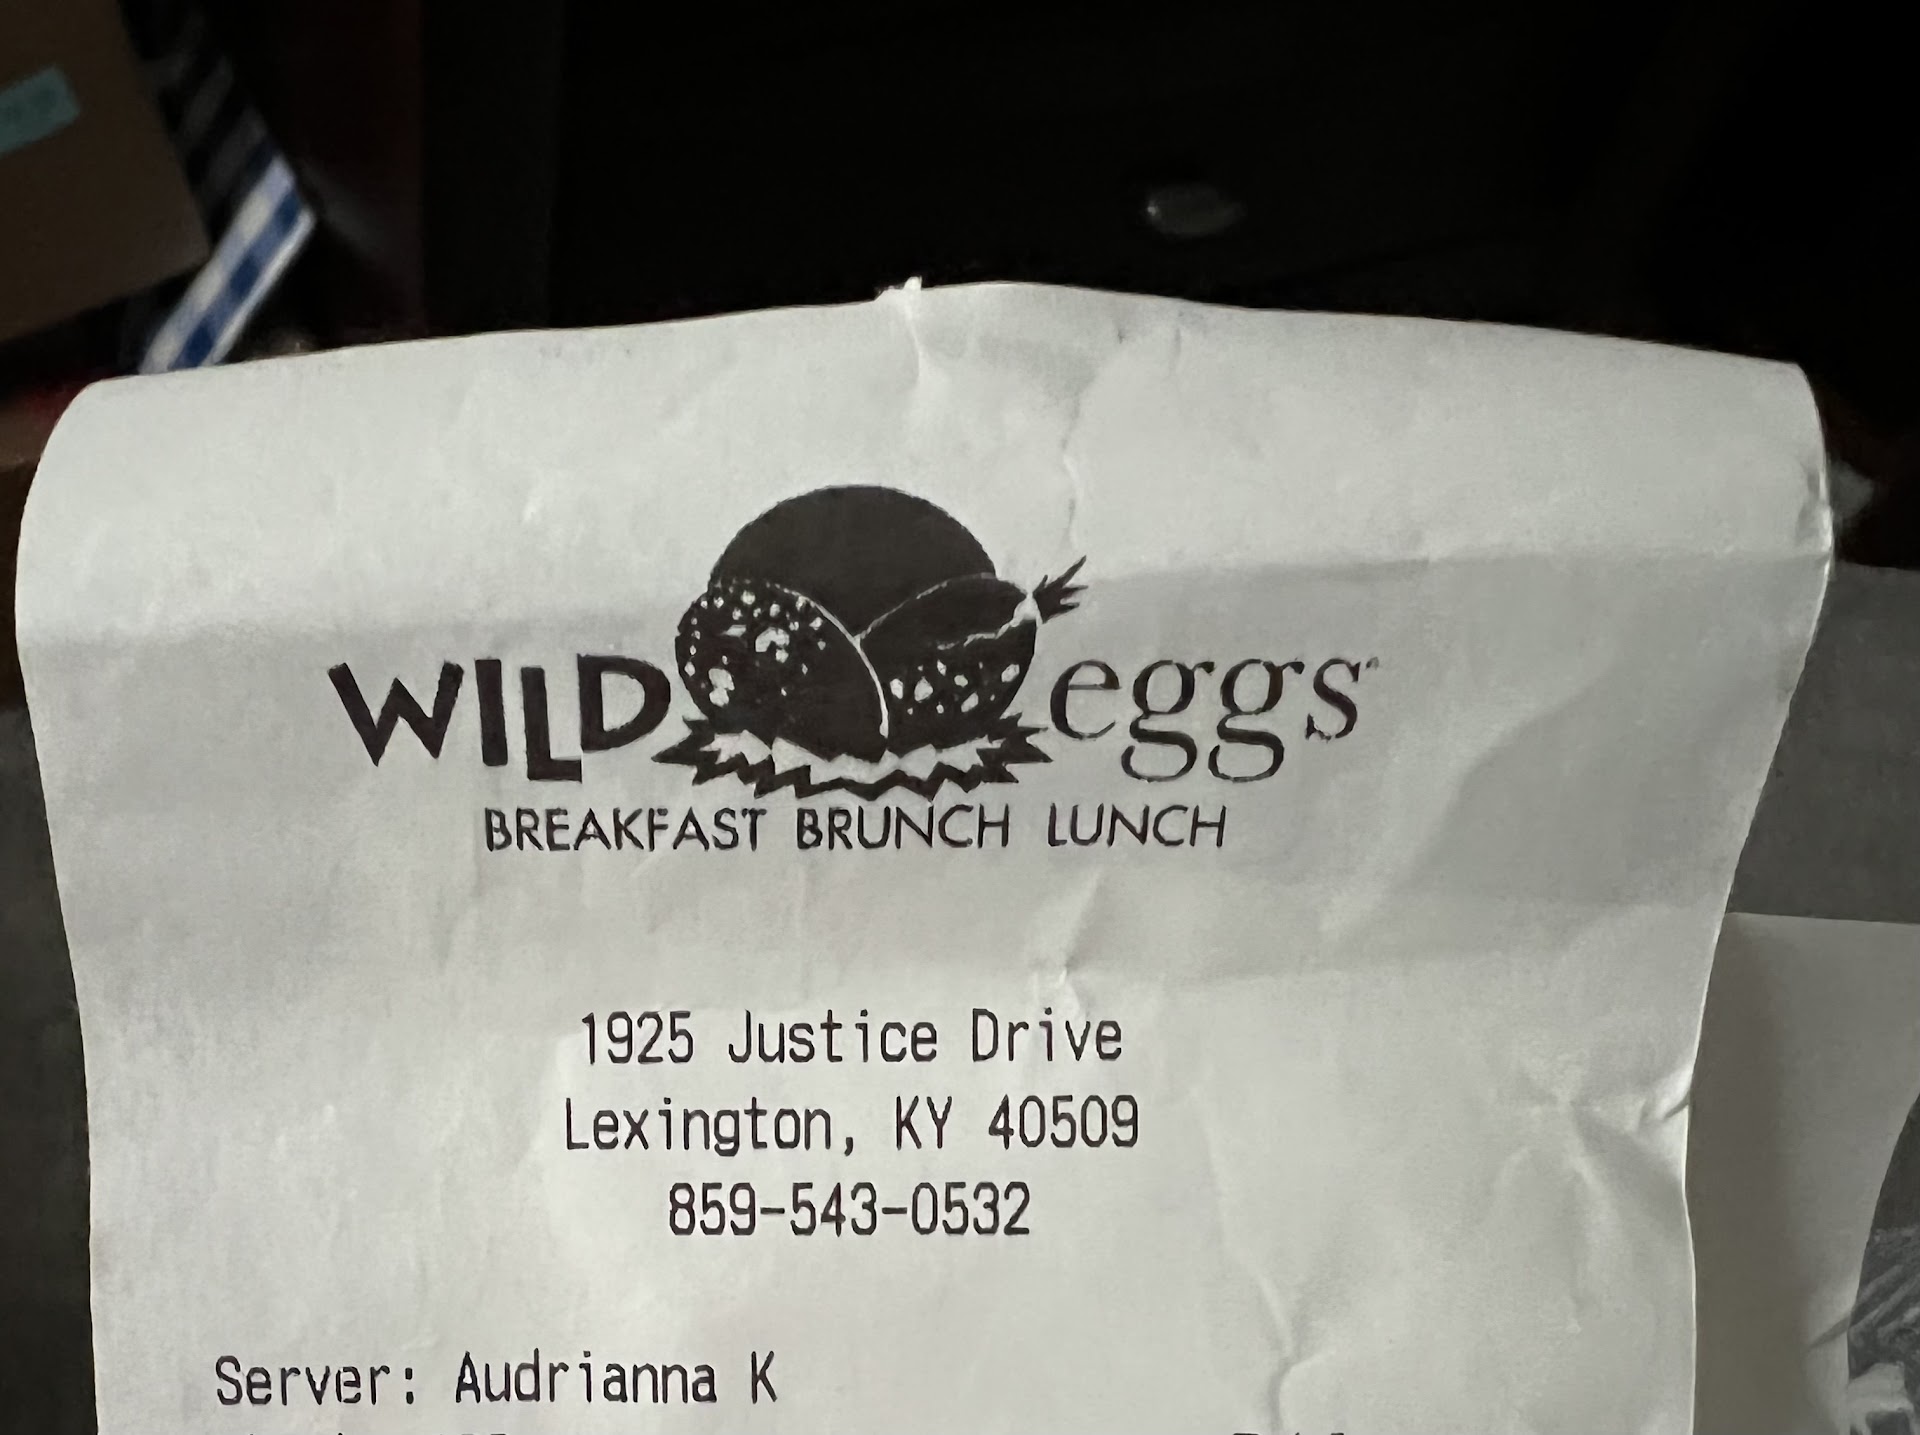 WILD eggs
BREAKFAST BRUNCH LUNCH
1925 Justice Drive
Lexington, KY 40509
859-543-0532
Server: Audrianna K